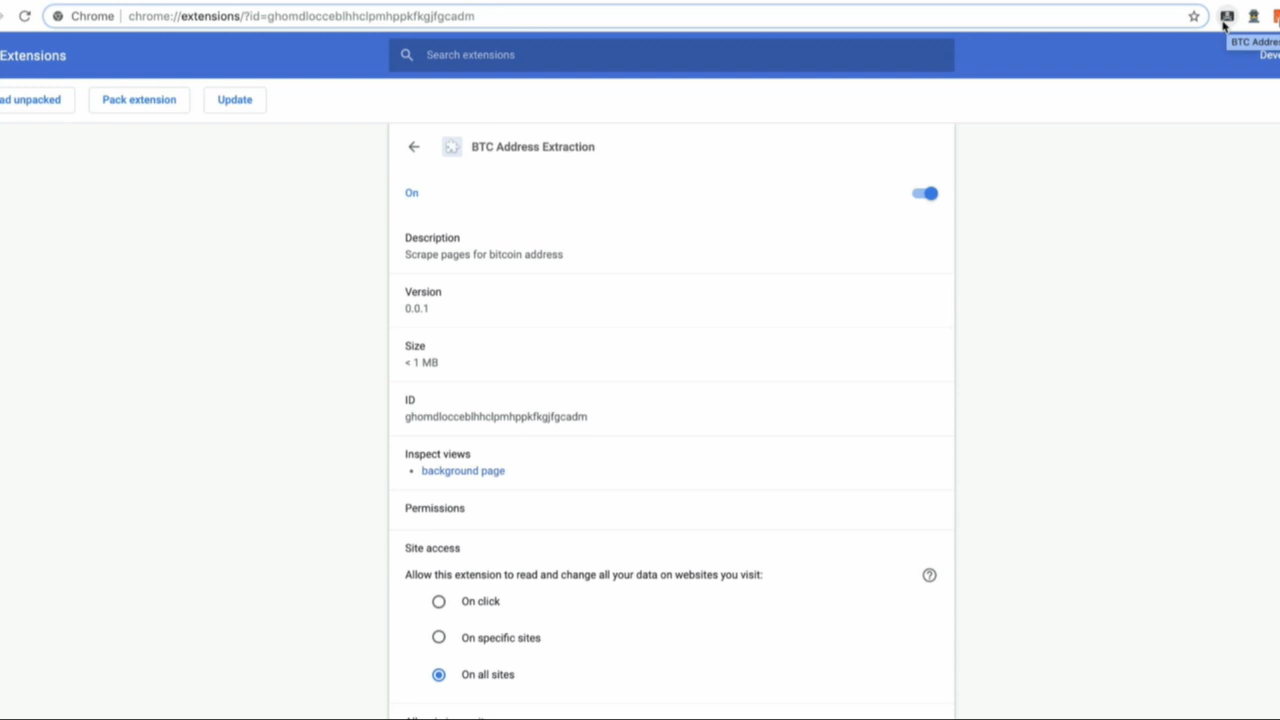 Chrome chrome://extensions/?id=ghomdlocceblhhclpmhppkfkgjfgcadm
BTC Addre
Extensions
Search extensions
Deve
ad unpacked
Pack extension
Update
BTC Address Extraction
On
Description
Scrape pages for bitcoin address
Version
0.0.1
Size
< 1 MB
ID
ghomdlocceblhhclpmhppkfkgjfgcadm
Inspect views
• background page
Permissions
Site access
Allow this extension to read and change all your data on websites you visit:
On click
On specific sites
On all sites